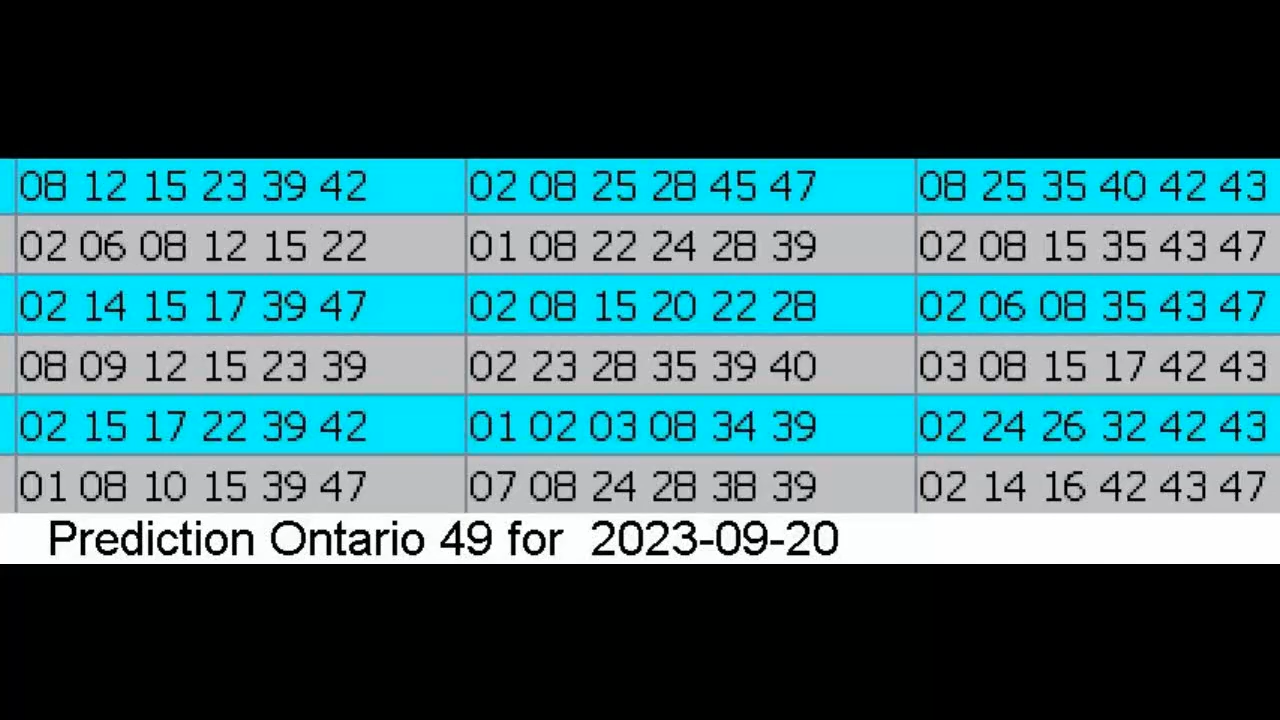 08 12 15 23 39 42 02 08 25 28 45 47 08 25 35 40 42 43
02 06 08 12 15 22 01 08 22 24 28 39 02 08 15 35 43 47
02 14 15 17 39 47 02 08 15 20 22 28 02 06 08 35 43 47
08 09 12 15 23 39 02 23 28 35 39 40 03 08 15 17 42 43
02 15 17 22 39 42 01 02 03 08 34 39 02 24 26 32 42 43
01 08 10 15 39 47 07 08 24 28 38 39 02 14 16 42 43 47
Prediction Ontario 49 for 2023-09-20